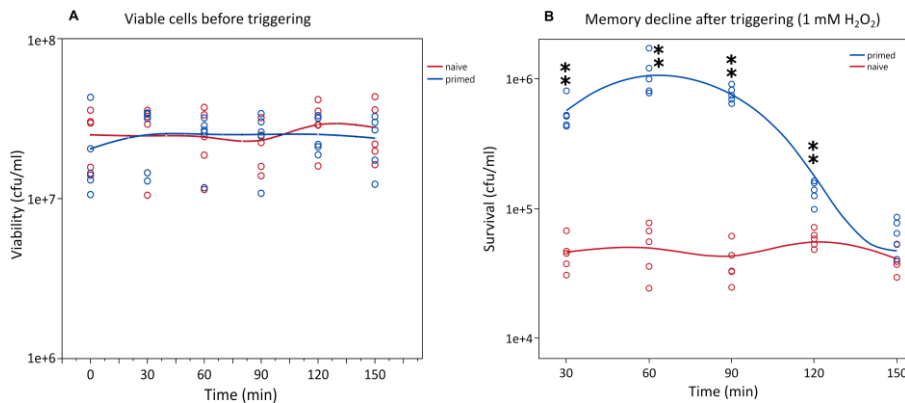 A Viable cells before triggering
1e+8
1e+7
1e+6
Viability (cfu/ml)
naive
primed
0 30 60 90 120 150
Time (min)
B Memory decline after triggering (1 mM H₂O₂)
1e+6
1e+5
1e+4
Survival (cfu/ml)
primed
naive
**
**
**
**
30 60 90 120 150
Time (min)